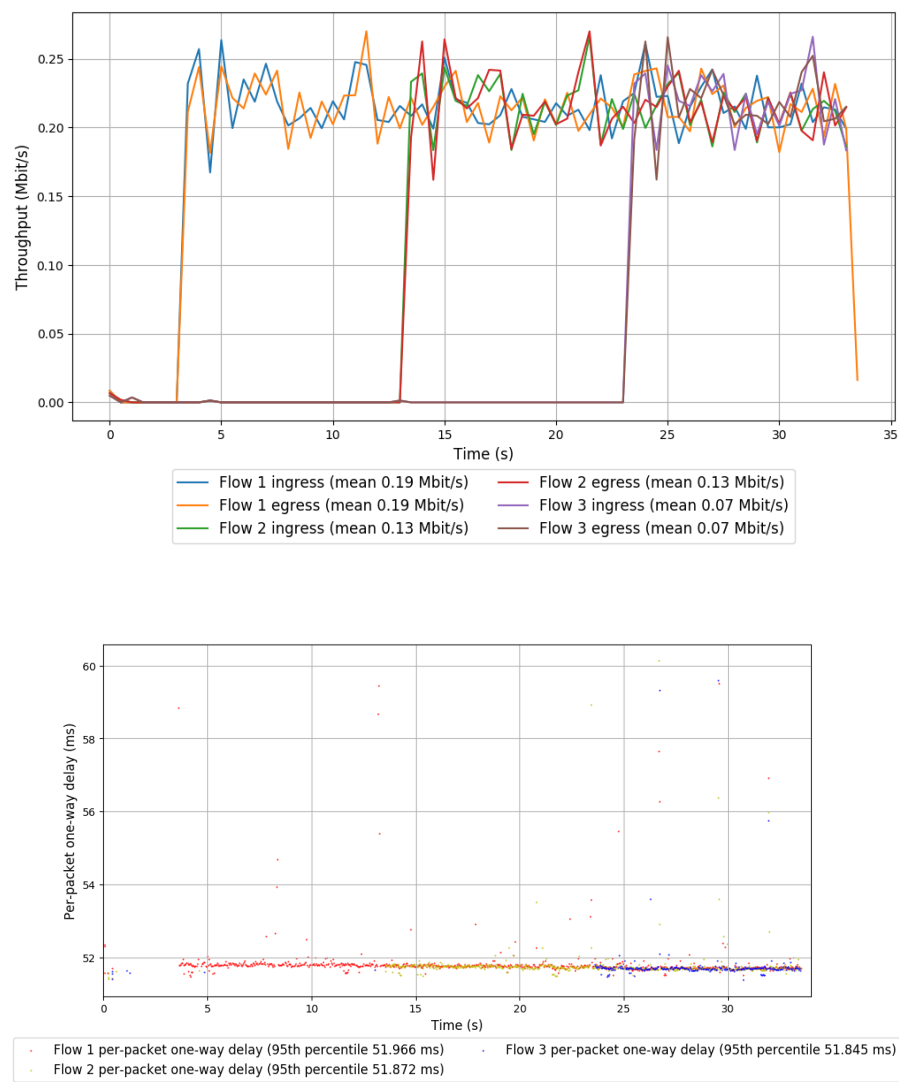 0.25
0.20
0.15
0.10
0.05
0.00
Throughput (Mbit/s)
0 5 10 15 20 25 30 35
Time (s)
Flow 1 ingress (mean 0.19 Mbit/s) Flow 2 egress (mean 0.13 Mbit/s)
Flow 1 egress (mean 0.19 Mbit/s) Flow 3 ingress (mean 0.07 Mbit/s)
Flow 2 ingress (mean 0.13 Mbit/s) Flow 3 egress (mean 0.07 Mbit/s)
60
58
56
54
52
Per-packet one-way delay (ms)
0 5 10 15 20 25 30
Time (s)
Flow 1 per-packet one-way delay (95th percentile 51.966 ms) Flow 3 per-packet one-way delay (95th percentile 51.845 ms)
Flow 2 per-packet one-way delay (95th percentile 51.872 ms)